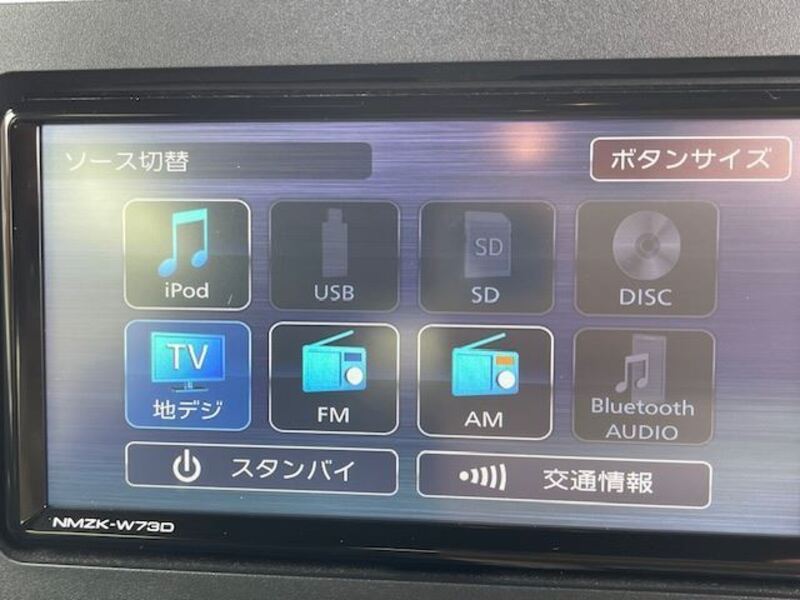 ソース切替
ボタンサイズ
iPod
USB
SD
SD
DISC
TV
地デジ
FM
AM
Bluetooth
AUDIO
スタンバイ
交通情報
NMZK-W73D